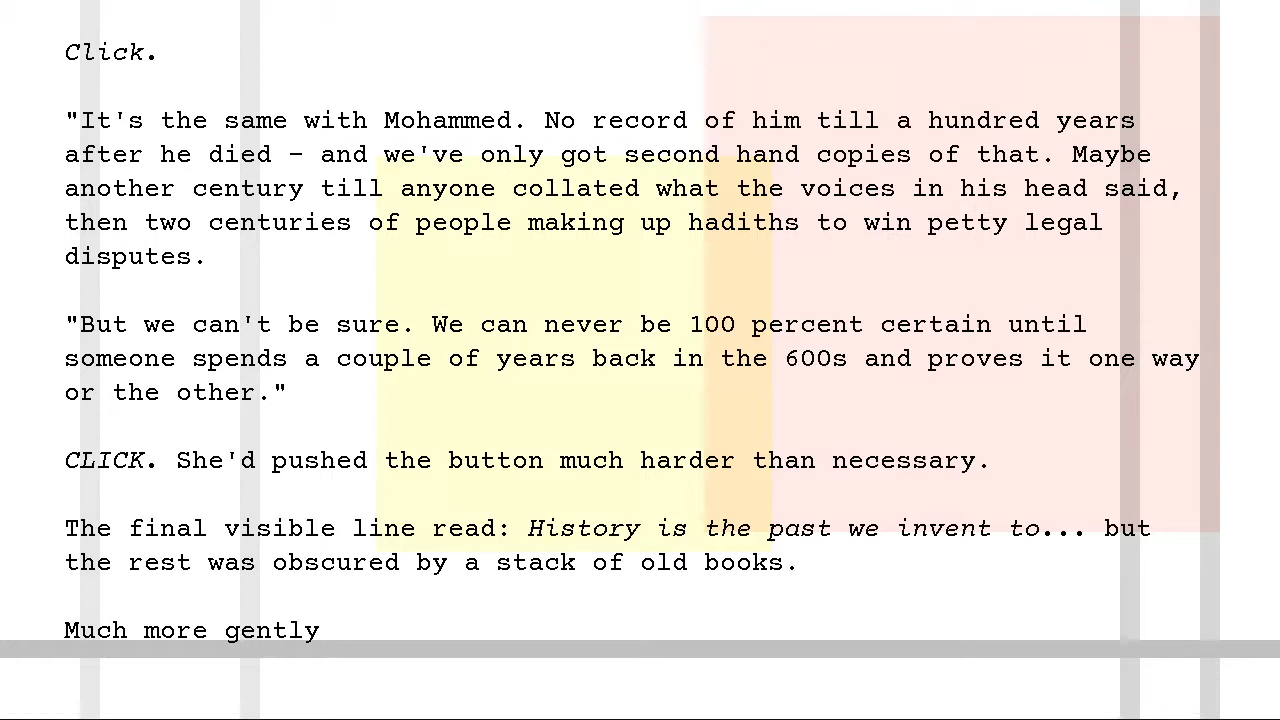 Click.
"It's the same with Mohammed. No record of him till a hundred years
after he died – and we've only got second hand copies of that. Maybe
another century till anyone collated what the voices in his head said,
then two centuries of people making up hadiths to win petty legal
disputes.
"But we can't be sure. We can never be 100 percent certain until
someone spends a couple of years back in the 600s and proves it one way
or the other."
CLICK. She'd pushed the button much harder than necessary.
The final visible line read: History is the past we invent to... but
the rest was obscured by a stack of old books.
Much more gently